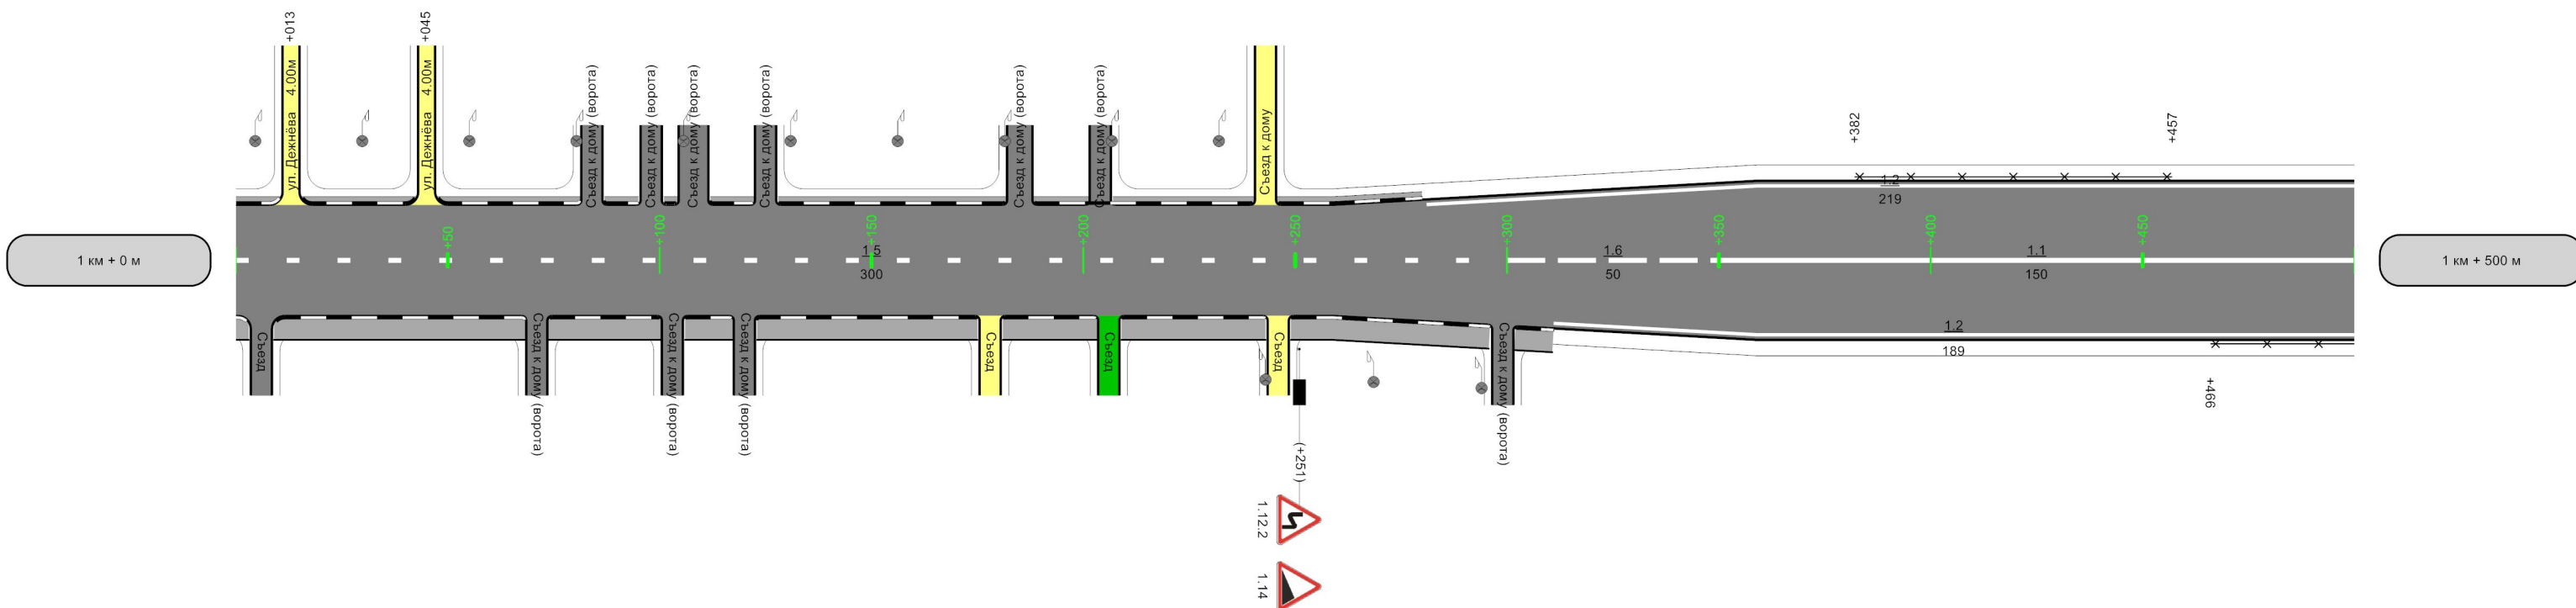 +013
+045
ул. Дежнёва 4.00м
ул. Дежнёва 4.00м
Съезд к дому (ворота)
Съезд к дому (ворота)
Съезд к дому (ворота)
Съезд к дому (ворота)
Съезд к дому (ворота)
Съезд к дому (ворота)
Съезд к дому
+382
+457
1.2
219
+50
+100
+150
+200
+250
+300
+350
+400
+450
1 км + 0 м
1.5
300
1.6
50
1.1
150
1 км + 500 м
1.2
189
Съезд
Съезд к дому (ворота)
Съезд к дому (ворота)
Съезд к дому (ворота)
Съезд
Съезд
Съезд
Съезд к дому (ворота)
+466
(+251)
1.12.2
1.14